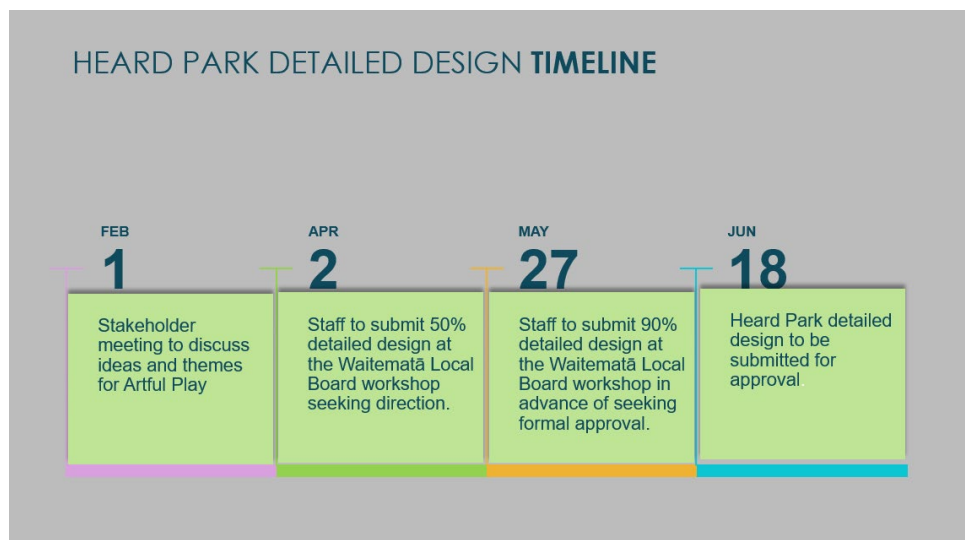 HEARD PARK DETAILED DESIGN TIMELINE
FEB
1
Stakeholder
meeting to discuss
ideas and themes
for Artful Play
APR
2
Staff to submit 50%
detailed design at
the Waitematā Local
Board workshop
seeking direction.
MAY
27
Staff to submit 90%
detailed design at
the Waitematā Local
Board workshop in
advance of seeking
formal approval.
JUN
18
Heard Park detailed
design to be
submitted for
approval.